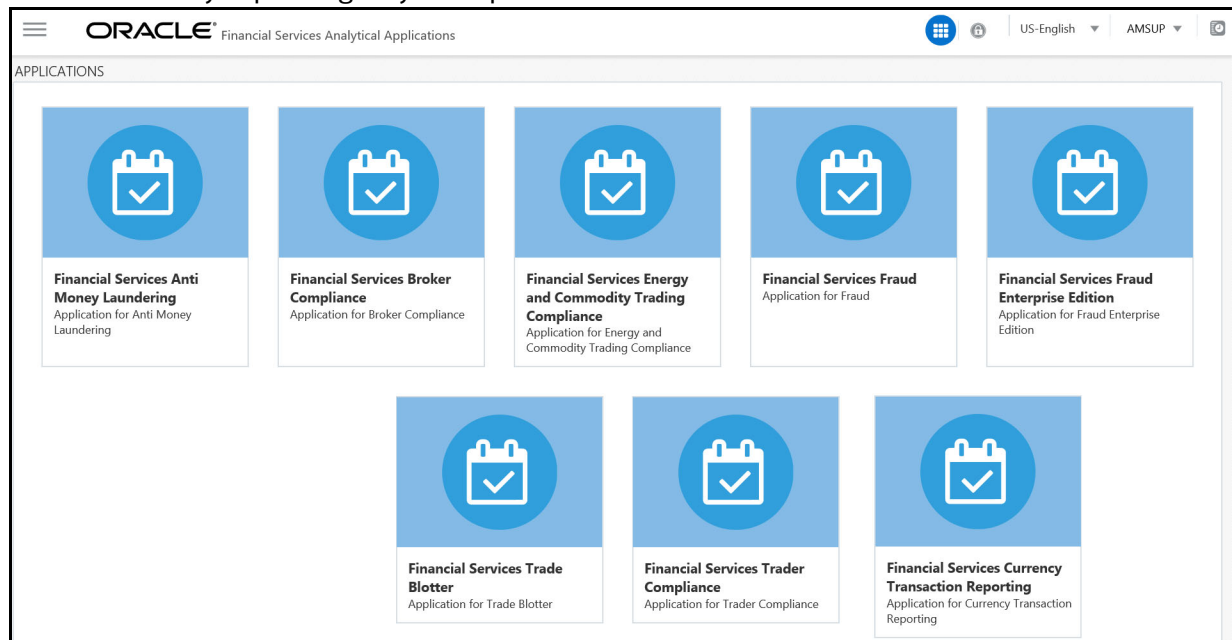 ORACLE® Financial Services Analytical Applications
US-English
AMSUP
APPLICATIONS
Financial Services Anti
Money Laundering
Application for Anti Money
Laundering
Financial Services Broker
Compliance
Application for Broker Compliance
Financial Services Energy
and Commodity Trading
Compliance
Application for Energy and
Commodity Trading Compliance
Financial Services Fraud
Application for Fraud
Financial Services Fraud
Enterprise Edition
Application for Fraud Enterprise
Edition
Financial Services Trade
Blotter
Application for Trade Blotter
Financial Services Trader
Compliance
Application for Trader Compliance
Financial Services Currency
Transaction Reporting
Application for Currency Transaction
Reporting